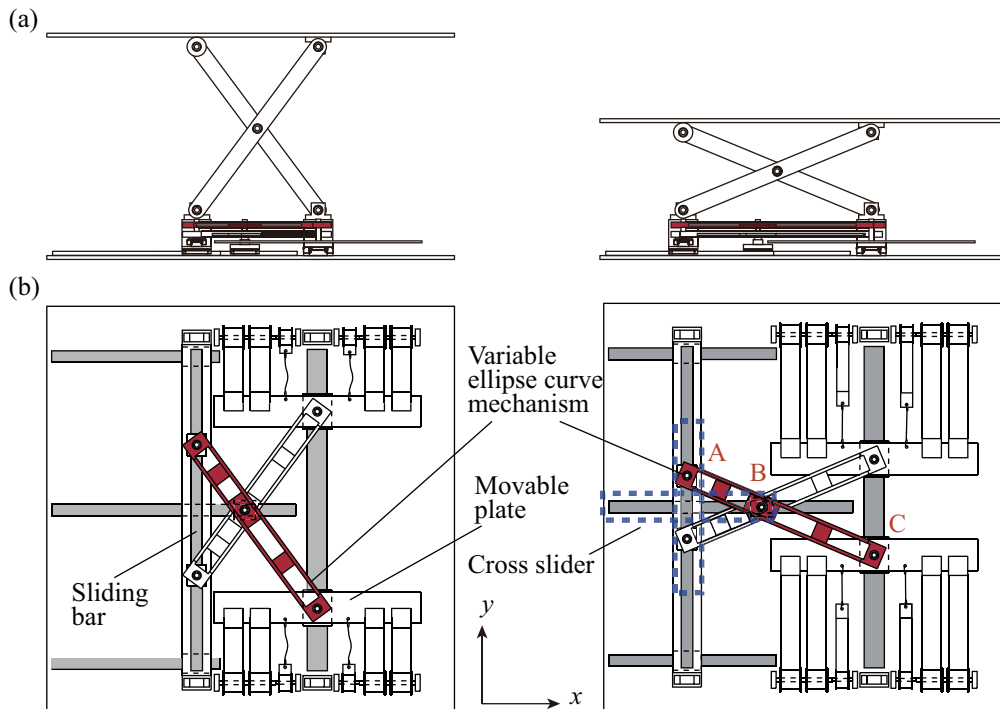 (a)
(b)
Variable
ellipse curve
mechanism
A
B
Movable
plate
C
Sliding
bar
Cross slider
y
x